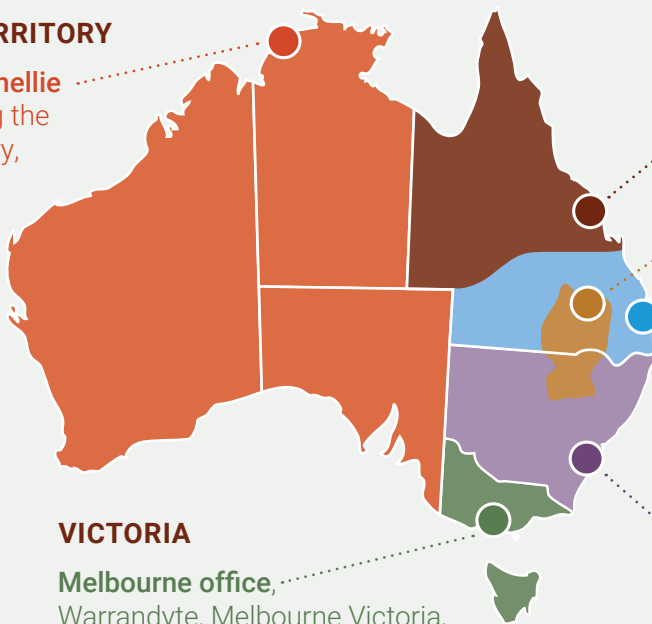 RRITORY
nellie
g the
y,
VICTORIA
Melbourne office,
Warrandyte, Melbourne Victoria.